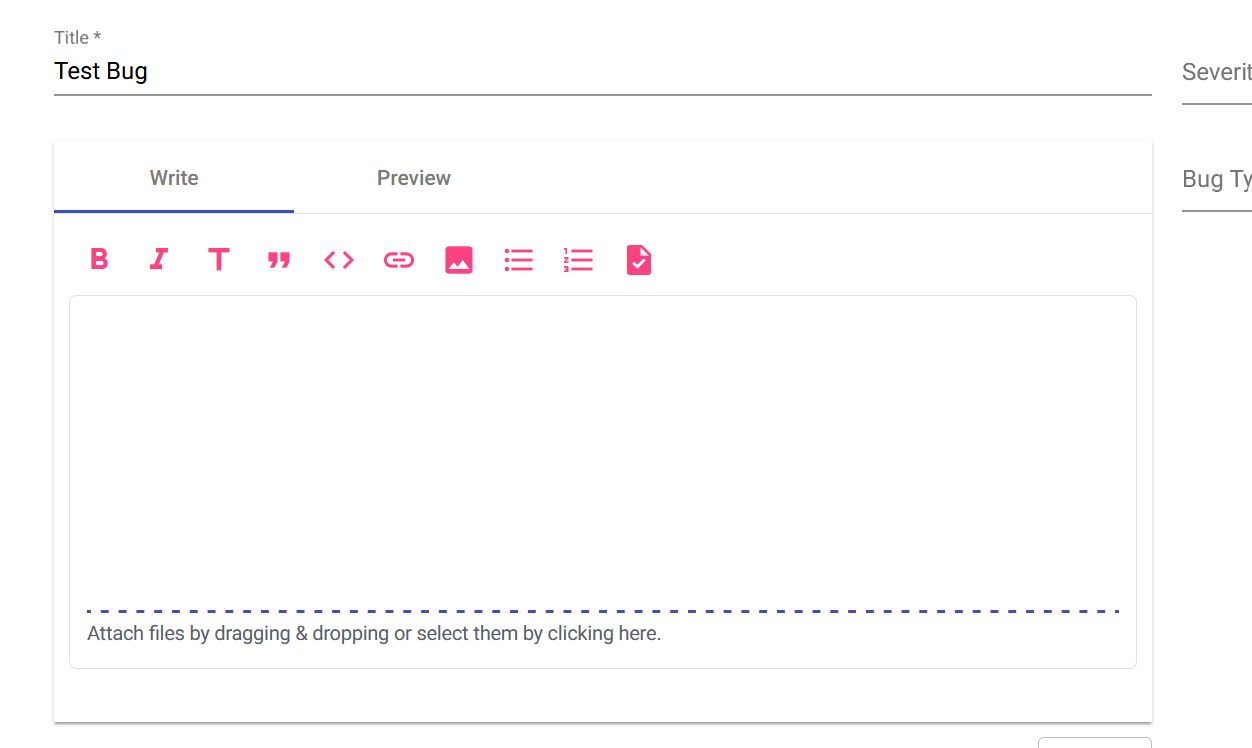 Title *
Test Bug
Severit
Bug Ty
Write
Preview
Attach files by dragging & dropping or select them by clicking here.